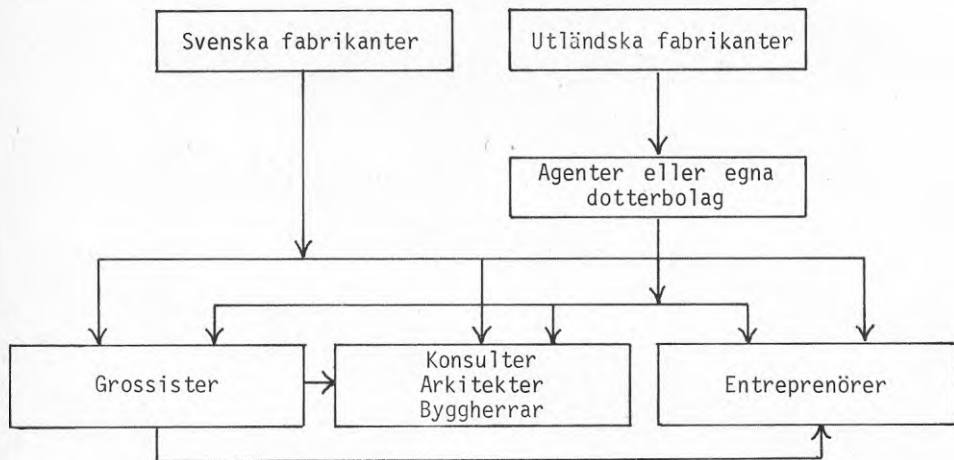 Svenska fabrikanter
Utländska fabrikanter
Agenter eller egna
dotterbolag
Grossister
Konsulter
Arkitekter
Byggherrar
Entreprenörer